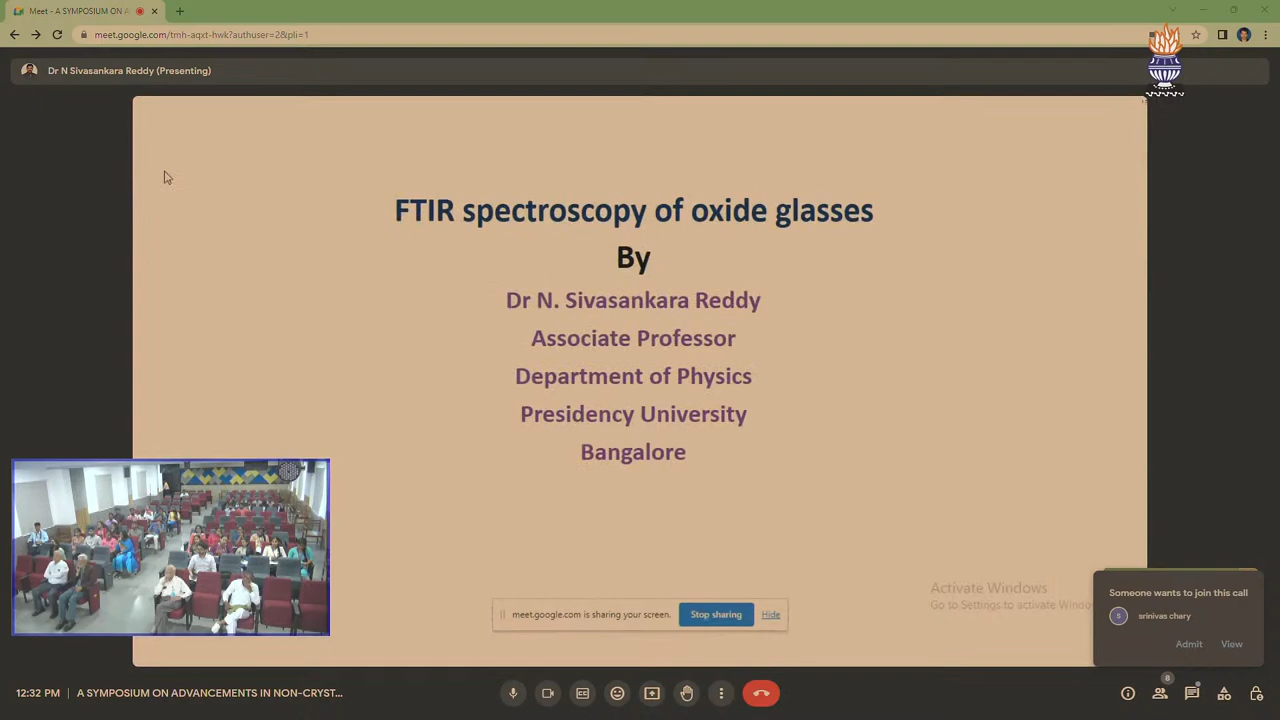 Meet - A SYMPOSIUM ON A
meet.google.com/tmh-aqxt-hwk?authuser=2&pli=1
Dr N Sivasankara Reddy (Presenting)
FTIR spectroscopy of oxide glasses
By
Dr N. Sivasankara Reddy
Associate Professor
Department of Physics
Presidency University
Bangalore
Activate Windows
Go to Settings to activate Windo
meet.google.com is sharing your screen. Stop sharing Hide
Someone wants to join this call
S srinivas chary
Admit View
12:32 PM | A SYMPOSIUM ON ADVANCEMENTS IN NON-CRYST...
8